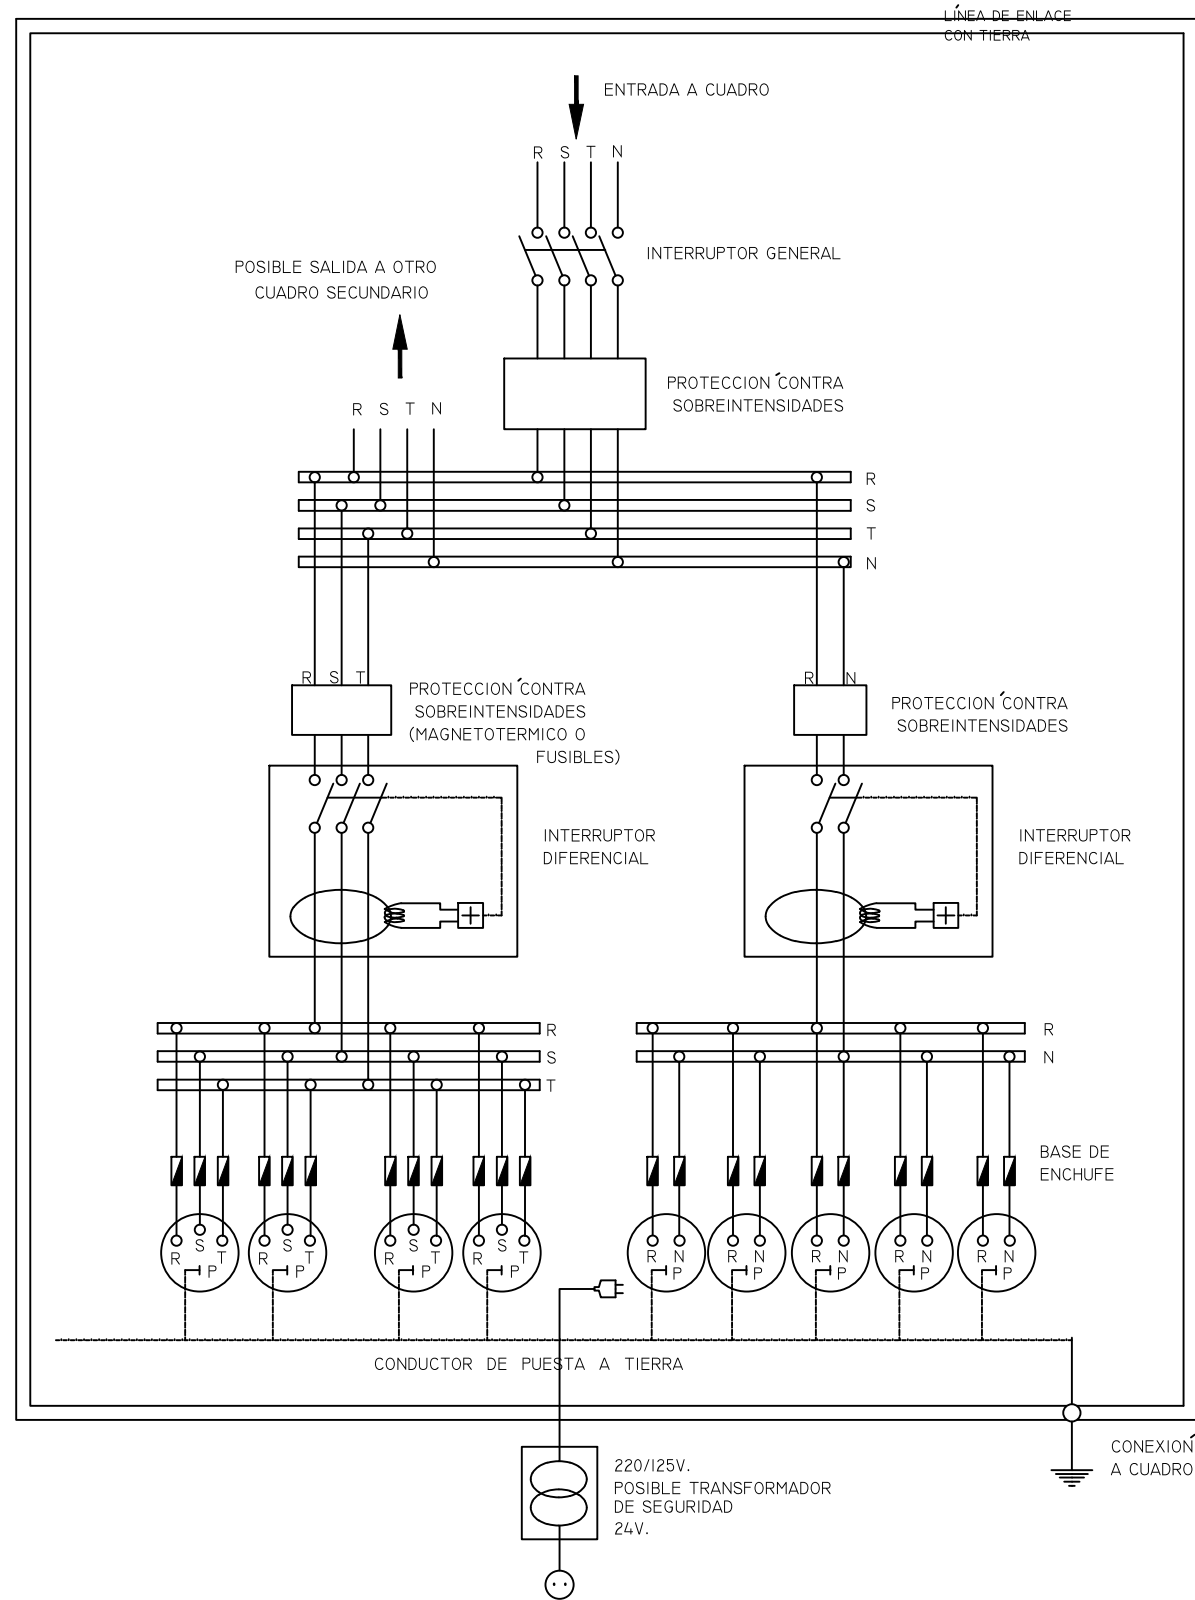 LÍNEA DE ENLACE
CON TIERRA
ENTRADA A CUADRO
R S T N
INTERRUPTOR GENERAL
POSIBLE SALIDA A OTRO
CUADRO SECUNDARIO
PROTECCION´CONTRA
SOBREINTENSIDADES
R S T N
R
S
T
N
R S T
R N
PROTECCION´CONTRA
SOBREINTENSIDADES
(MAGNETOTERMICO O
FUSIBLES)
PROTECCION´CONTRA
SOBREINTENSIDADES
INTERRUPTOR
DIFERENCIAL
INTERRUPTOR
DIFERENCIAL
R
S
T
R
N
BASE DE
ENCHUFE
R S T P
R S T P
R S T P
R S T P
R N P
R N P
R N P
R N P
R N P
CONDUCTOR DE PUESTA A TIERRA
CONEXION´
A CUADRO
220/125V.
POSIBLE TRANSFORMADOR
DE SEGURIDAD
24V.